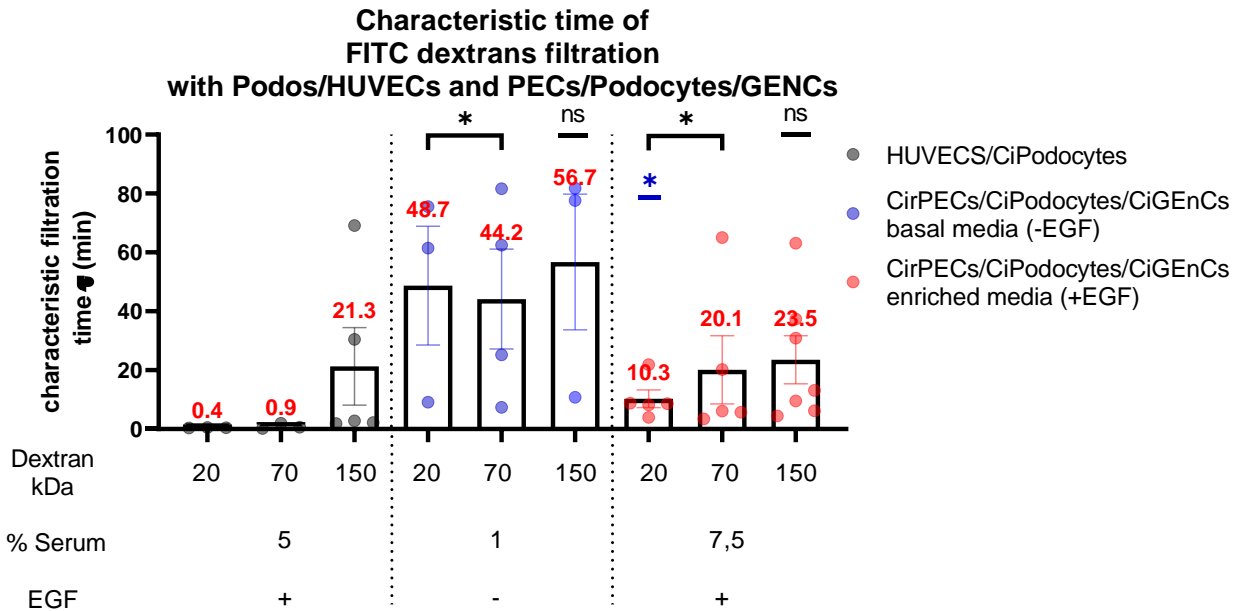 Characteristic time of
FITC dextrans filtration
with Podos/HUVECs and PECs/Podocytes/GENCs
characteristic filtration
time (min)
100
80
60
40
20
0
0.4
0.9
21.3
*
48.7
44.2
ns
56.7
*
*
10.3
20.1
ns
23.5
HUVECS/CiPodocytes
CirPECs/CiPodocytes/CiGEnCs
basal media (-EGF)
CirPECs/CiPodocytes/CiGEnCs
enriched media (+EGF)
Dextran
kDa
20 70 150 20 70 150 20 70 150
% Serum 5 1 7,5
EGF + - +